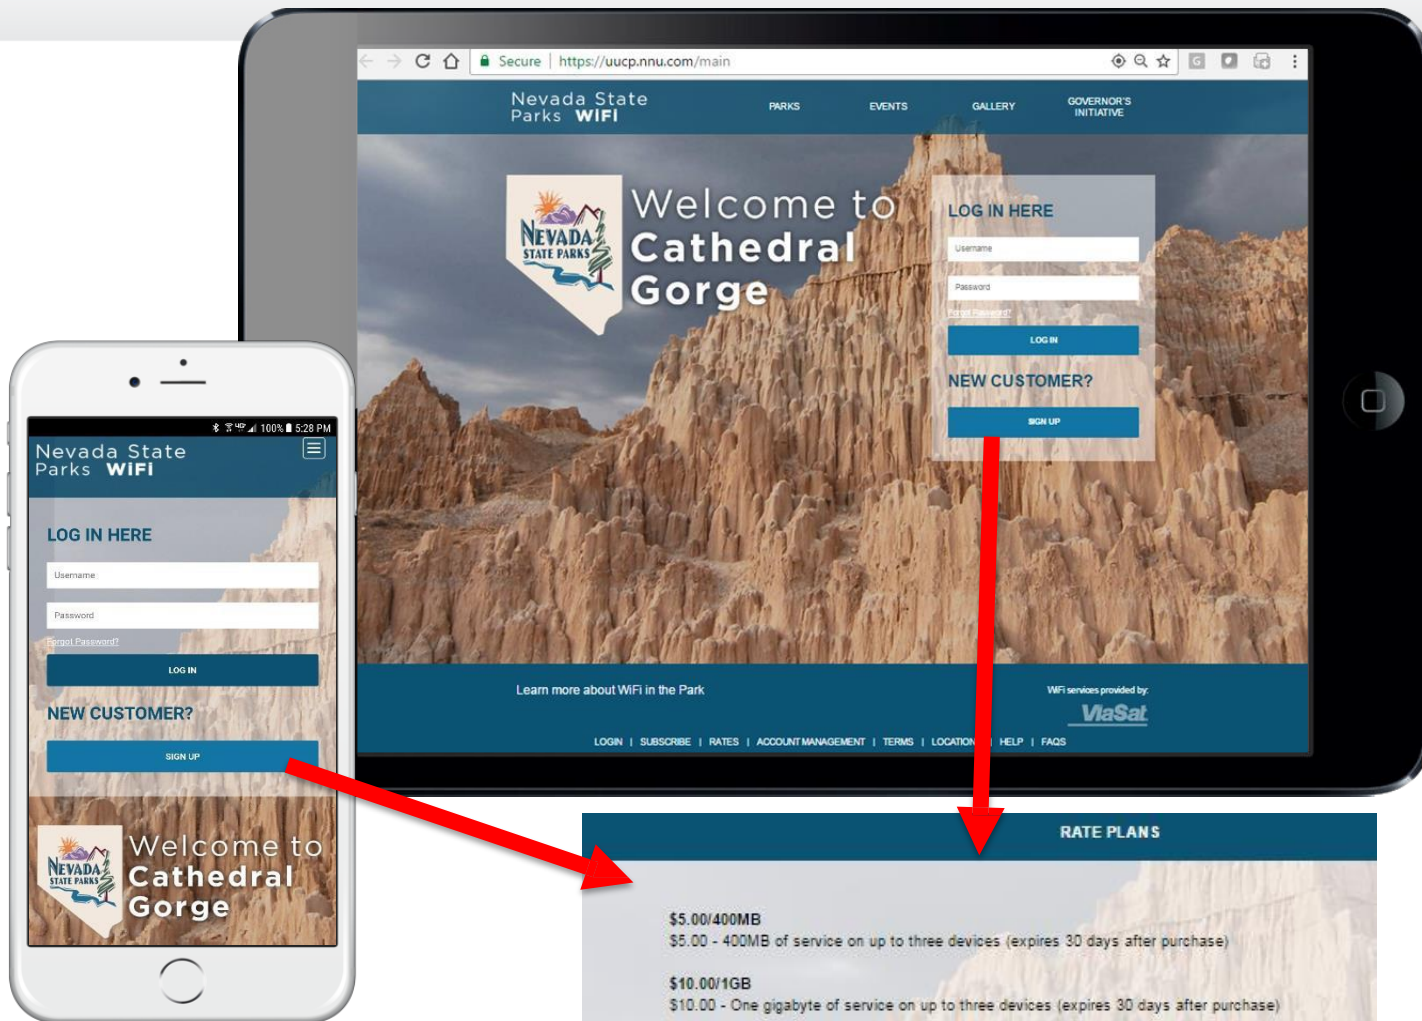 Secure | https://uucp.nnu.com/main
Nevada State
Parks WiFi
PARKS
EVENTS
GALLERY
GOVERNOR'S
INITIATIVE
NEVADA
STATE PARKS
Welcome to
Cathedral
Gorge
LOG IN HERE
Username
Password
Forgot Password?
LOG IN
NEW CUSTOMER?
SIGN UP
Learn more about WiFi in the Park
WiFi services provided by:
ViaSat
LOGIN | SUBSCRIBE | RATES | ACCOUNT MANAGEMENT | TERMS | LOCATION | HELP | FAQS
100% 5:28 PM
Nevada State
Parks WiFi
LOG IN HERE
Username
Password
Forgot Password?
LOG IN
NEW CUSTOMER?
SIGN UP
NEVADA
STATE PARKS
Welcome to
Cathedral
Gorge
RATE PLANS
$5.00/400MB
$5.00 - 400MB of service on up to three devices (expires 30 days after purchase)
$10.00/1GB
$10.00 - One gigabyte of service on up to three devices (expires 30 days after purchase)